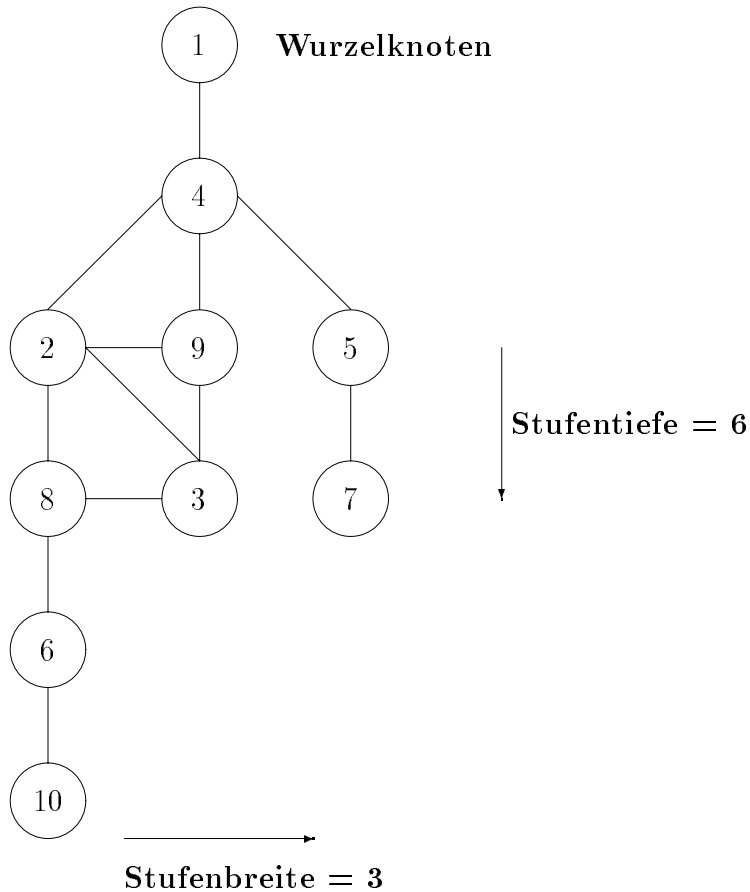 1 Wurzelknoten
4
2 9 5
Stufentiefe = 6
8 3 7
6
10
Stufenbreite = 3